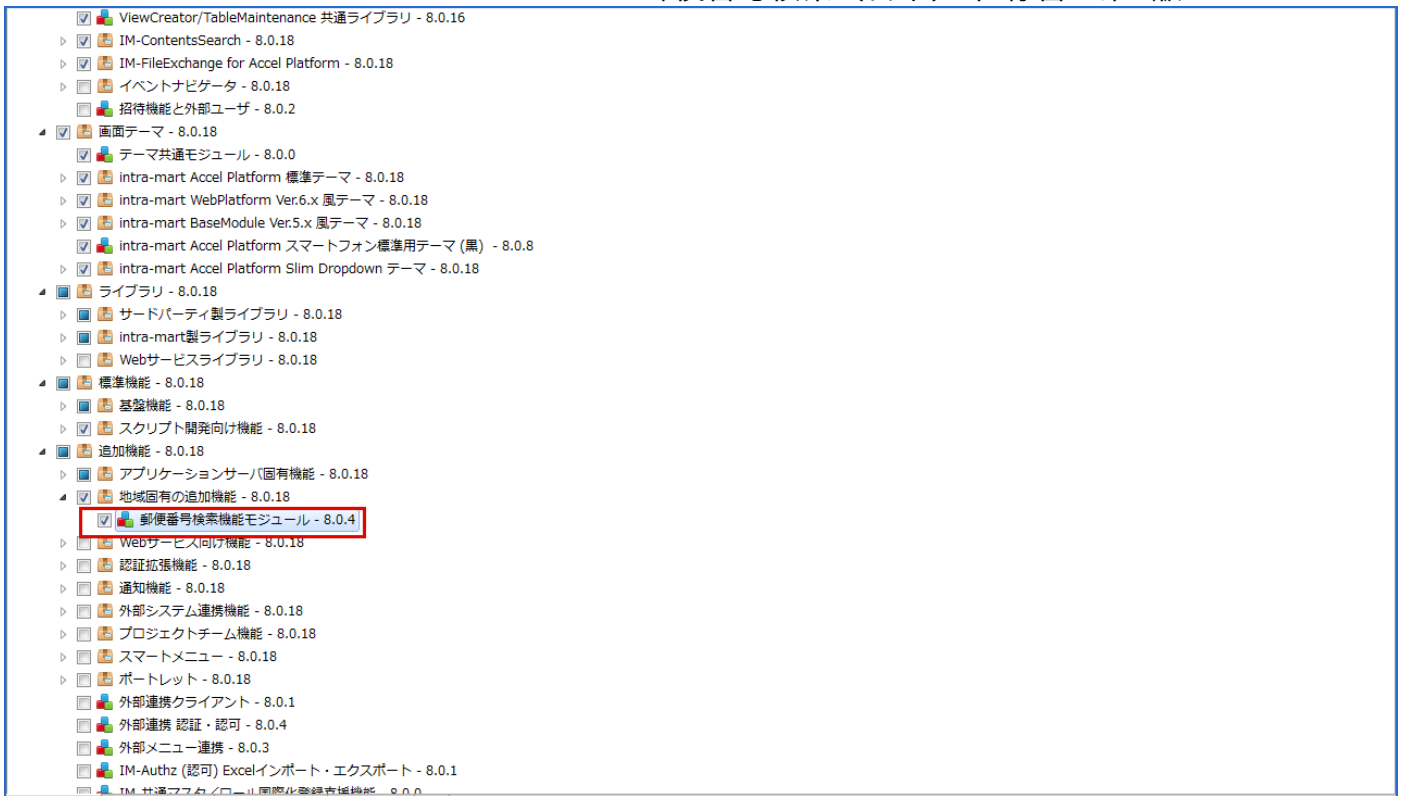 ViewCreator/TableMaintenance 共通ライブラリ - 8.0.16
IM-ContentsSearch - 8.0.18
IM-FileExchange for Accel Platform - 8.0.18
イベントナビゲータ - 8.0.18
招待機能と外部ユーザ - 8.0.2
画面テーマ - 8.0.18
テーマ共通モジュール - 8.0.0
intra-mart Accel Platform 標準テーマ - 8.0.18
intra-mart WebPlatform Ver.6.x 風テーマ - 8.0.18
intra-mart BaseModule Ver.5.x 風テーマ - 8.0.18
intra-mart Accel Platform スマートフォン標準用テーマ (黒) - 8.0.8
intra-mart Accel Platform Slim Dropdown テーマ - 8.0.18
ライブラリ - 8.0.18
サードパーティ製ライブラリ - 8.0.18
intra-mart製ライブラリ - 8.0.18
Webサービスライブラリ - 8.0.18
標準機能 - 8.0.18
基盤機能 - 8.0.18
スクリプト開発向け機能 - 8.0.18
追加機能 - 8.0.18
アプリケーションサーバ固有機能 - 8.0.18
地域固有の追加機能 - 8.0.18
郵便番号検索機能モジュール - 8.0.4
Webサービス向け機能 - 8.0.18
認証拡張機能 - 8.0.18
通知機能 - 8.0.18
外部システム連携機能 - 8.0.18
プロジェクトチーム機能 - 8.0.18
スマートメニュー - 8.0.18
ポートレット - 8.0.18
外部連携クライアント - 8.0.1
外部連携 認証・認可 - 8.0.4
外部メニュー連携 - 8.0.3
IM-Authz (認可) Excelインポート・エクスポート - 8.0.1
IM-共通マスタ/ロール国際化登録支援機能 - 8.0.0